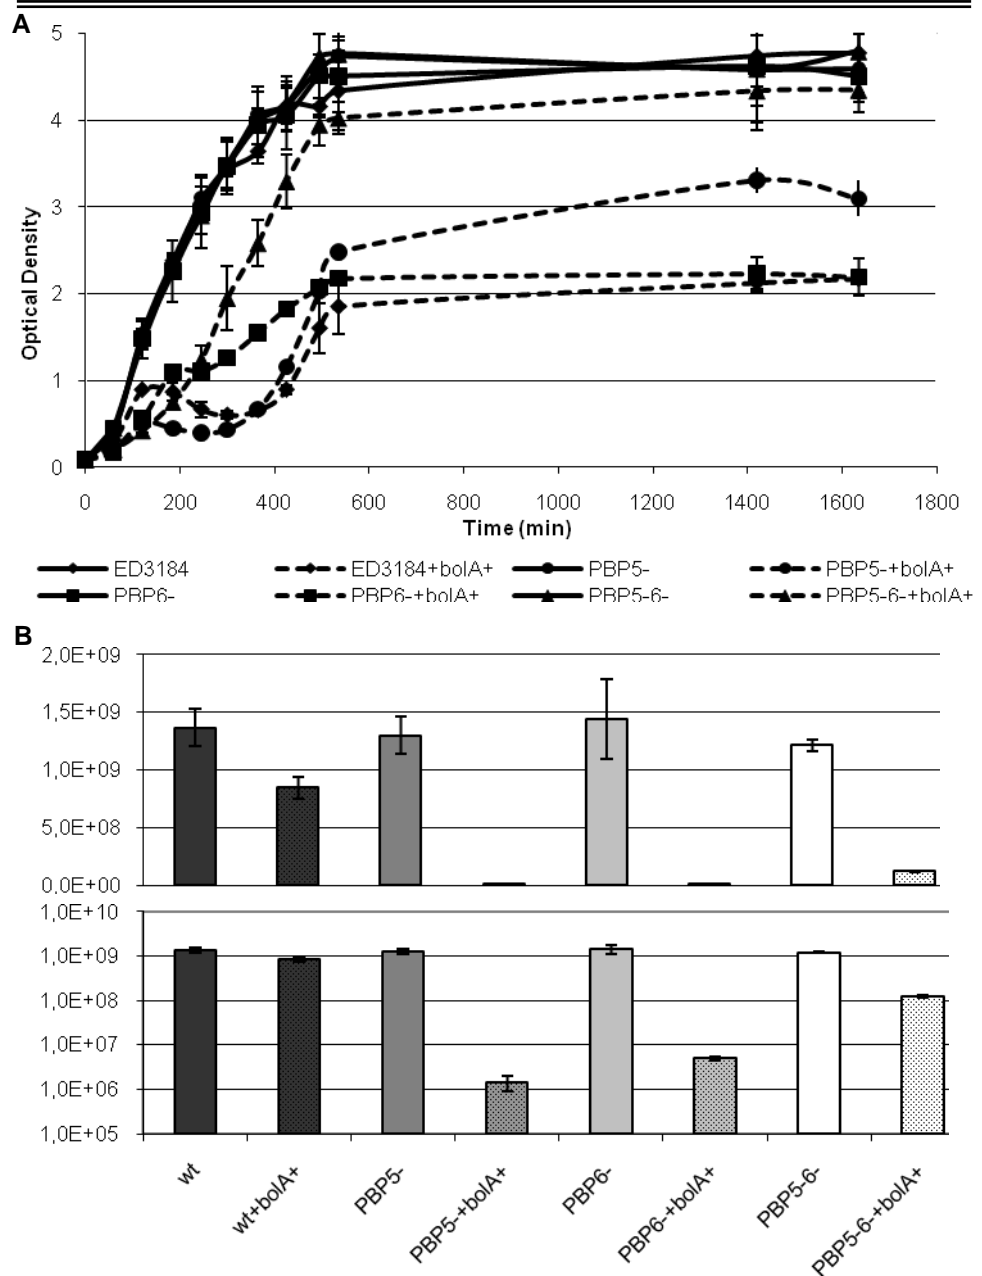 A
5
4
3
2
1
0
Optical Density
0 200 400 600 800 1000 1200 1400 1600 1800
Time (min)
ED3184 ED3184+bolA+ PBP5- PBP5-+bolA+
PBP6- PBP6-+bolA+ PBP5-6- PBP5-6-+bolA+
B
2,0E+09
1,5E+09
1,0E+09
5,0E+08
0,0E+00
1,0E+10
1,0E+09
1,0E+08
1,0E+07
1,0E+06
1,0E+05
wt
wt+bolA+
PBP5-
PBP5-+bolA+
PBP6-
PBP6-+bolA+
PBP5-6-
PBP5-6-+bolA+